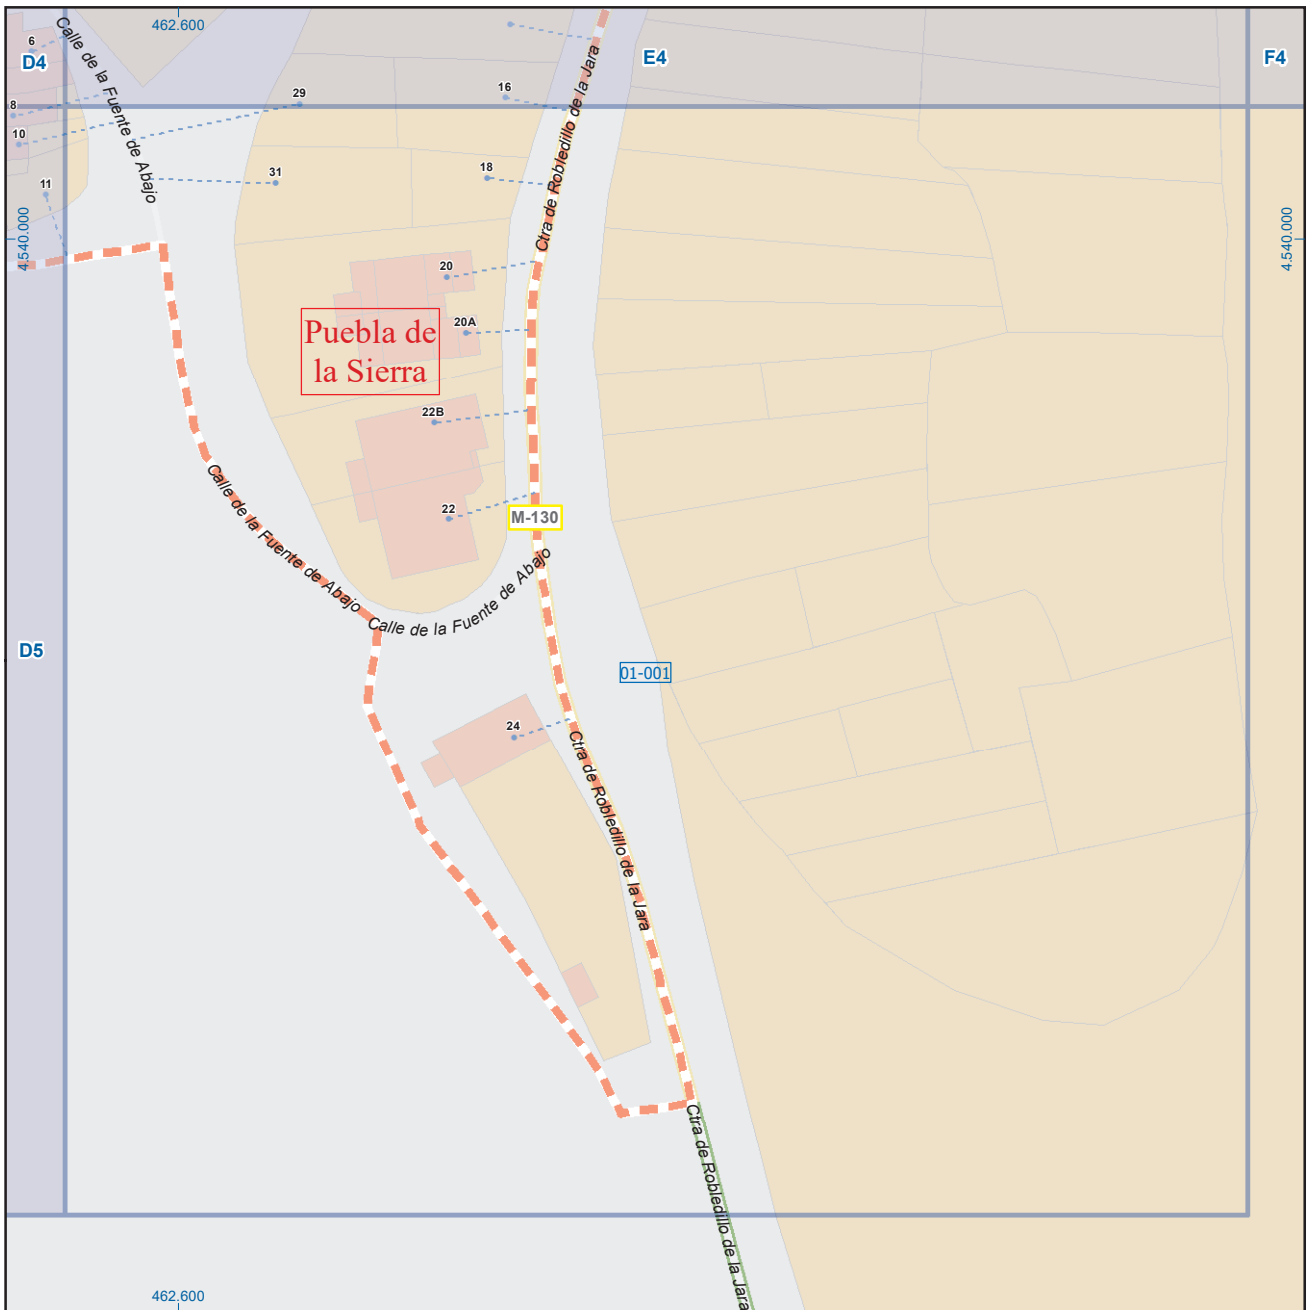 462.600
6
D4
Calle de la Fuente de Abajo
E4
F4
8
29
16
Ctra de Robledillo de la Jara
10
11
31
18
4.540.000
4.540.000
20
20A
Puebla de
la Sierra
22B
22
M-130
Calle de la Fuente de Abajo
Calle de la Fuente de Abajo
D5
01-001
24
Ctra de Robledillo de la Jara
Ctra de Robledillo de la Jara
462.600